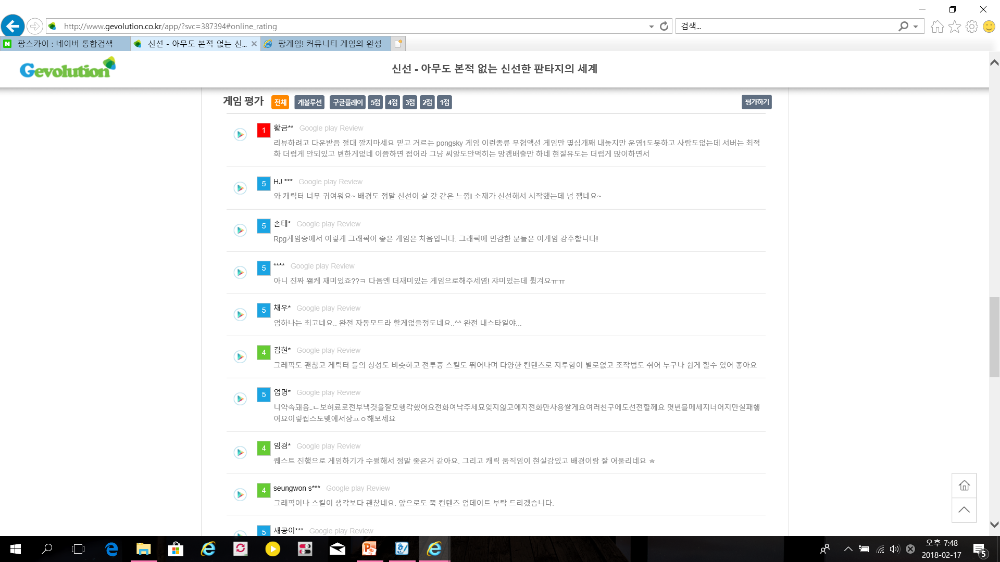 http://www.gevolution.co.kr/app/?svc=387394#online_rating
검색...
팡스카이 : 네이버 통합검색
신선 - 아무도 본적 없는 신...
팡게임! 커뮤니티 게임의 완성
Gevolution
신선 - 아무도 본적 없는 신선한 판타지의 세계
게임 평가 전체 게볼루션 구글플레이 5점 4점 3점 2점 1점 평가하기
1 황금** Google play Review
리뷰하려고 다운받음 절대 깔지마세요 믿고 거르는 pongsky 게임 이런종류 무협액션 게임만 몇십개째 내놓지만 운영1도못하고 사람도없는데 서버는 최적
화 더럽게 안되있고 변한게없네 이쯤하면 접어라 그냥 씨알도안먹히는 망겜배출만 하네 현질유도는 더럽게 많이하면서
5 HJ *** Google play Review
와 캐릭터 너무 귀여워요~ 배경도 정말 신선이 살 갓 같은 느낌! 소재가 신선해서 시작했는데 넘 잼네요~
5 손태* Google play Review
Rpg게임중에서 이렇게 그래픽이 좋은 게임은 처음입니다. 그래픽에 민감한 분들은 이게임 강추합니다!
5 **** Google play Review
아니 진짜 왤케 재미있죠??ㅋ 다음엔 더재미있는 게임으로해주세염! 쟈미있는데 튕겨요ㅠㅠ
5 채우* Google play Review
업하나는 최고네요.. 완전 자동모드라 할게없을정도네요..^^ 완전 내스타일야...
4 김현* Google play Review
그레픽도 괜찮고 케릭터 들의 상성도 비슷하고 전투중 스킬도 뛰어나며 다양한 컨텐츠로 지루함이 별로없고 조작법도 쉬어 누구나 쉽게 할수 있어 좋아요
5 엄명* Google play Review
니약속돼음..ㄴ보허료로전부낵것을잘모행각했어요전화여낙주세묘잊지읺고에지전화만사용쌀게요여러친구에도선전할께요 몃번믈메세지너어지만실패햏
어요이렇썹스도몢에서상ㅛㅇ해보세요
4 임경* Google play Review
퀘스트 진행으로 게임하기가 수월해서 정말 좋은거 같아요. 그리고 캐릭 움직임이 현실감있고 배경이랑 잘 어울리네요 ㅎ
4 seungwon s*** Google play Review
그래픽이나 스킬이 생각보다 괜찮네요. 앞으로도 쭉 컨텐츠 업데이트 부탁 드리겠습니다.
5 새콩이*** Google play Review
오후 7:48
2018-02-17
5